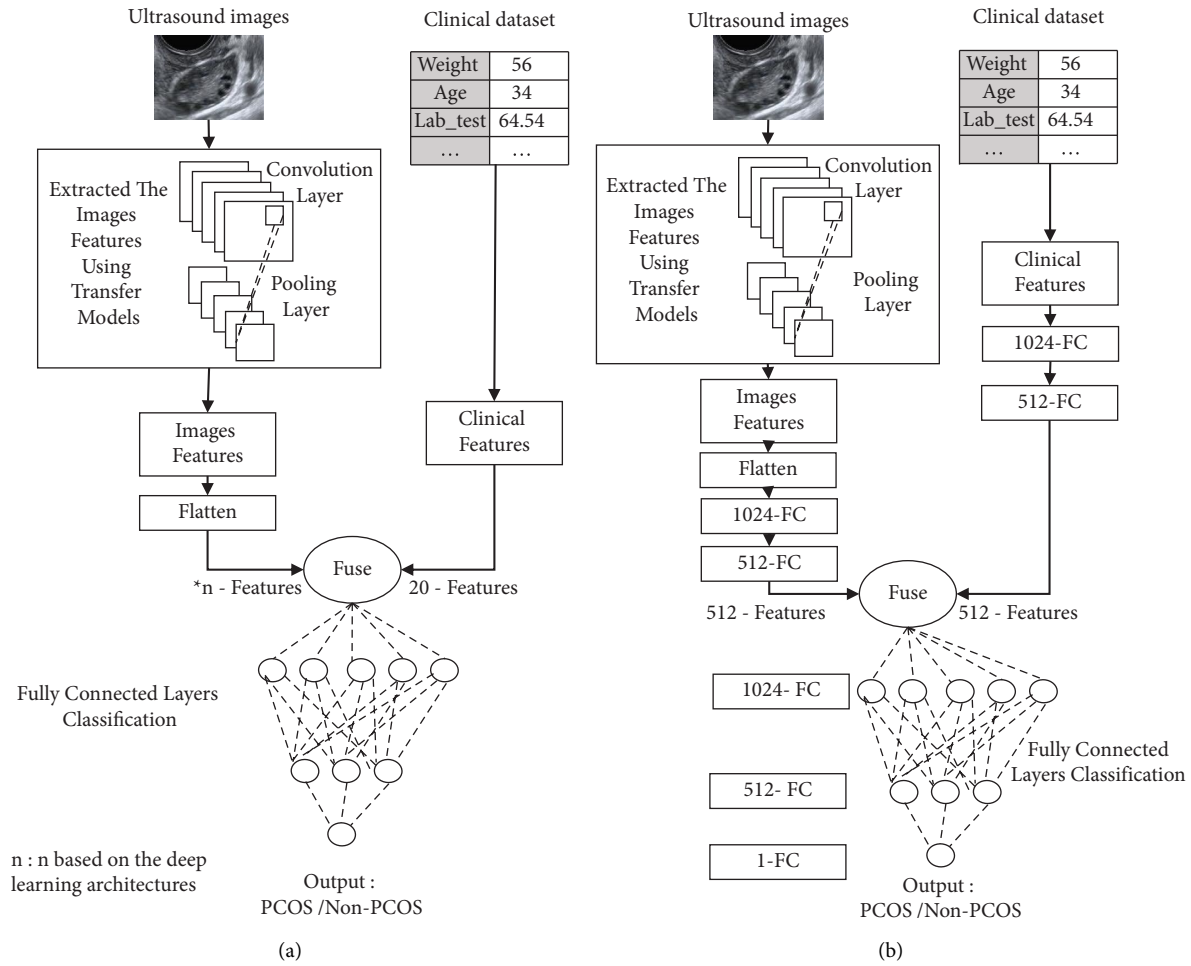 Ultrasound images
Clinical dataset
Weight 56
Age 34
Lab_test 64.54
... ...
Extracted The
Images
Features
Using
Transfer
Models
Convolution
Layer
Pooling
Layer
Images
Features
Flatten
Clinical
Features
Fuse
*n - Features
20 - Features
Fully Connected Layers
Classification
n : n based on the deep
learning architectures
Output :
PCOS /Non-PCOS
(a)
Ultrasound images
Clinical dataset
Weight 56
Age 34
Lab_test 64.54
... ...
Extracted The
Images
Features
Using
Transfer
Models
Convolution
Layer
Pooling
Layer
Images
Features
Flatten
1024-FC
512-FC
Clinical
Features
1024-FC
512-FC
Fuse
512 - Features
512 - Features
1024- FC
512- FC
1-FC
Fully Connected
Layers Classification
Output :
PCOS /Non-PCOS
(b)